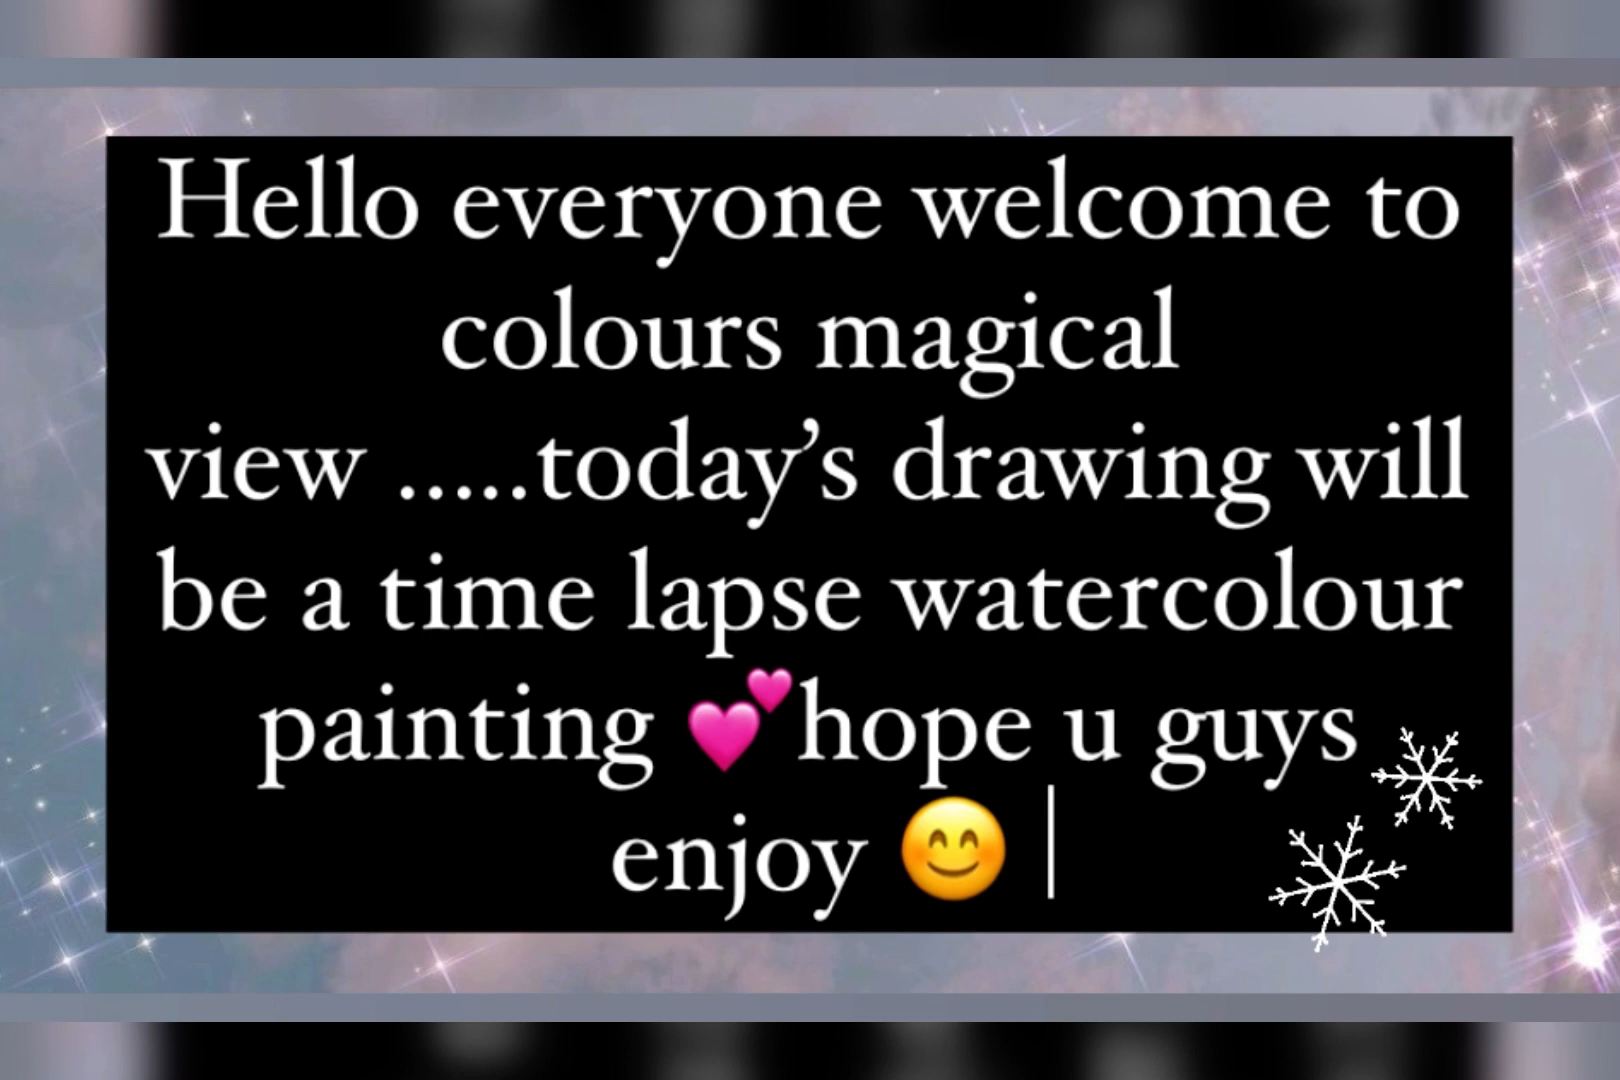 Hello everyone welcome to
colours magical
view .....today’s drawing will
be a time lapse watercolour
painting 💕hope u guys
enjoy 😊